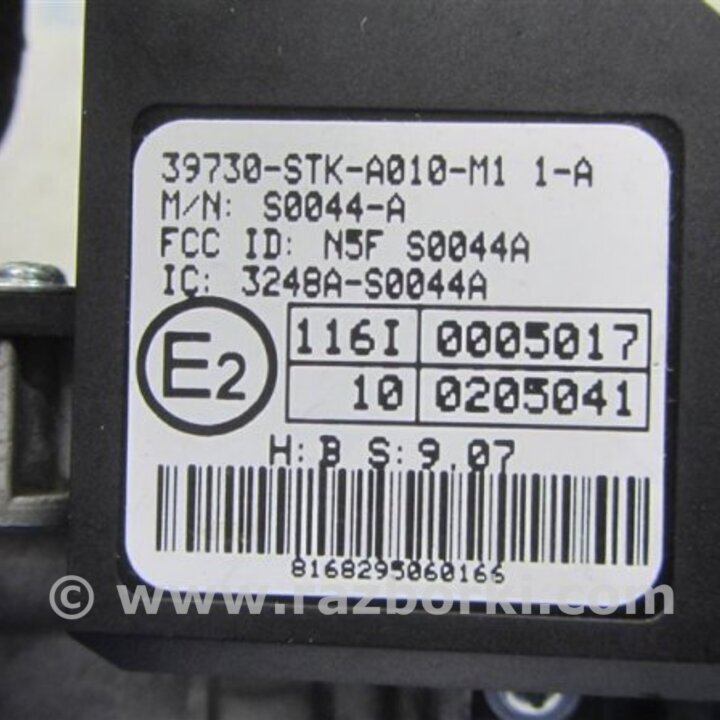 39730-STK-A010-M1 1-A
M/N: S0044-A
FCC ID: N5F S0044A
IC: 3248A-S0044A
E2
116I 0005017
10 0205041
H:B S:9.07
8168295060166
© www.razborki.com